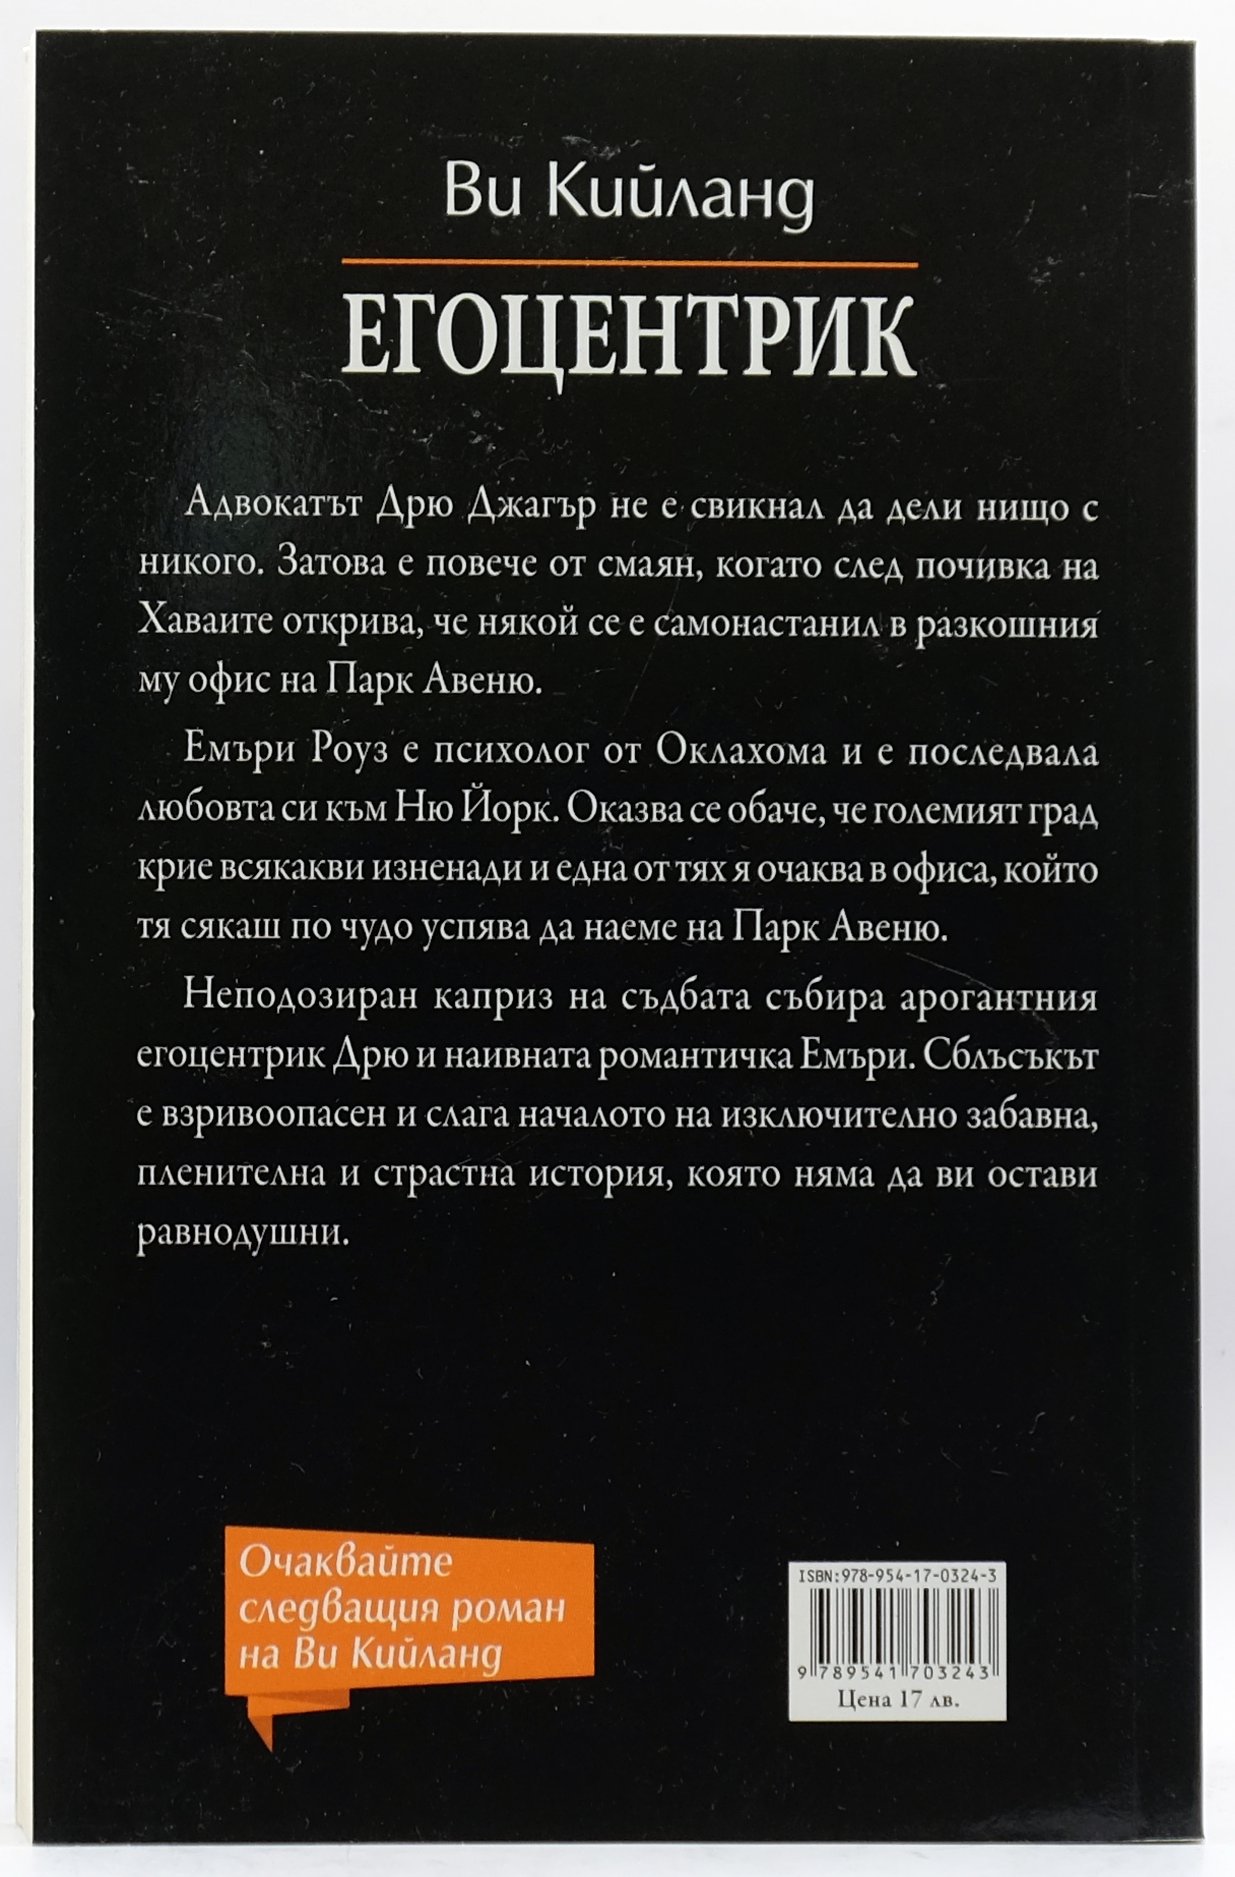 Ви Кийланд
ЕГОЦЕНТРИК
Адвокатът Дрю Джагър не е свикнал да дели нищо с
никого. Затова е повече от смаян, когато след почивка на
Хаваите открива, че някой се е самонастанил в разкошния
му офис на Парк Авеню.
Емъри Роуз е психолог от Оклахома и е последвала
любовта си към Ню Йорк. Оказва се обаче, че големият град
крие всякакви изненади и една от тях я очаква в офиса, който
тя сякаш по чудо успява да наеме на Парк Авеню.
Неподозиран каприз на съдбата събира арогантния
егоцентрик Дрю и наивната романтичка Емъри. Сблъсъкът
е взривоопасен и слага началото на изключително забавна,
пленителна и страстна история, която няма да ви остави
равнодушни.
Очаквайте
следващия роман
на Ви Кийланд
ISBN:978-954-17-0324-3
9 789541 703243
Цена 17 лв.